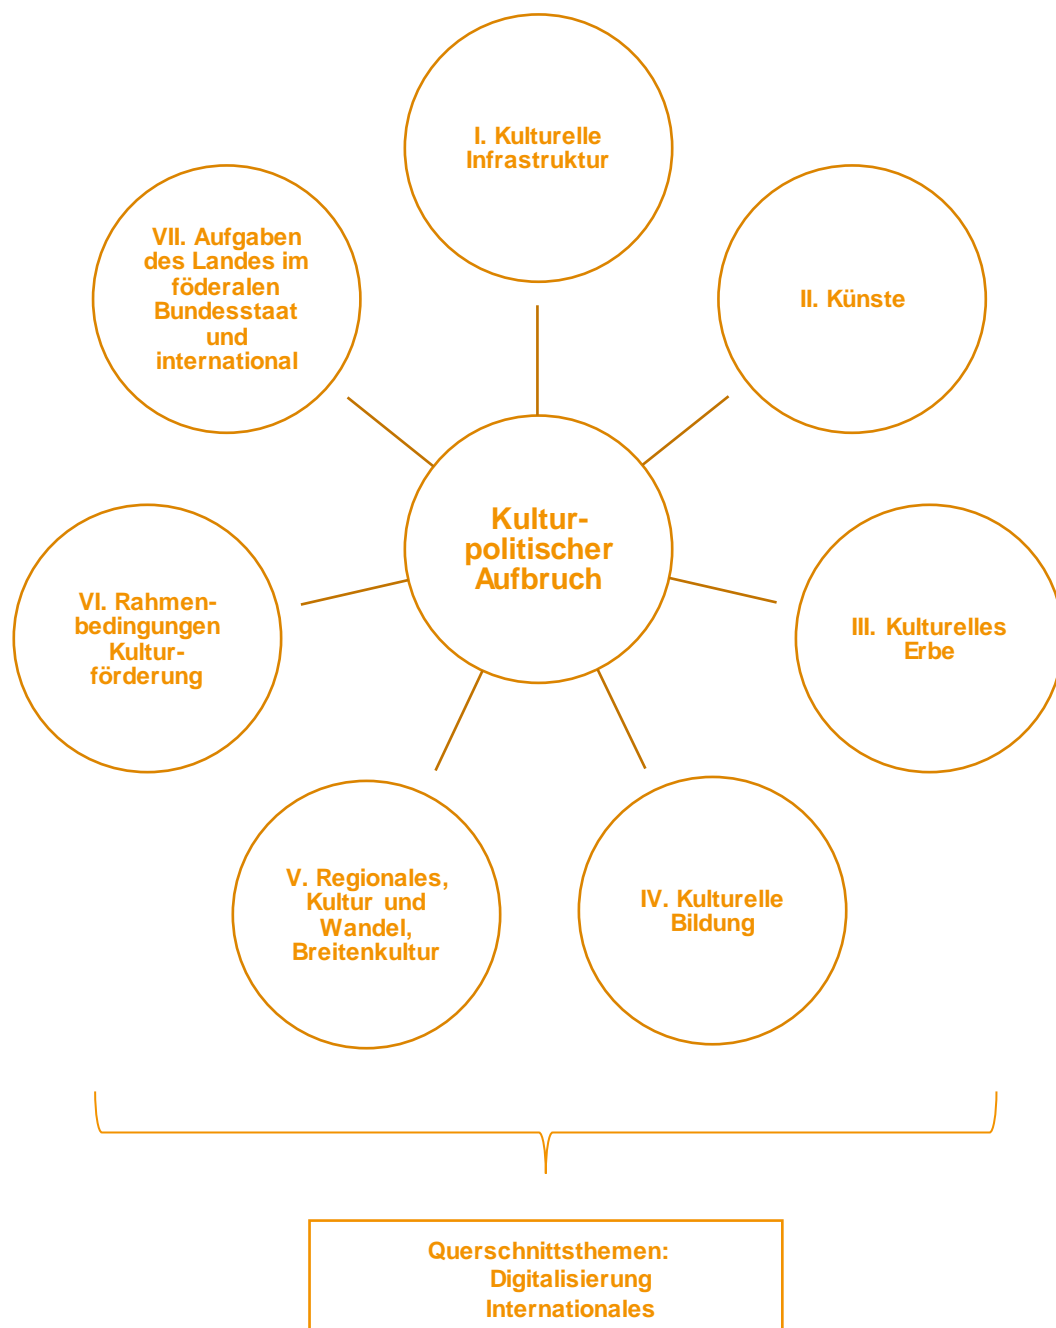 I. Kulturelle
Infrastruktur
II. Künste
III. Kulturelles
Erbe
IV. Kulturelle
Bildung
V. Regionales,
Kultur und
Wandel,
Breitenkultur
VI. Rahmen-
bedingungen
Kultur-
förderung
VII. Aufgaben
des Landes im
föderalen
Bundesstaat
und
international
Kultur-
politischer
Aufbruch
Querschnittsthemen:
Digitalisierung
Internationales